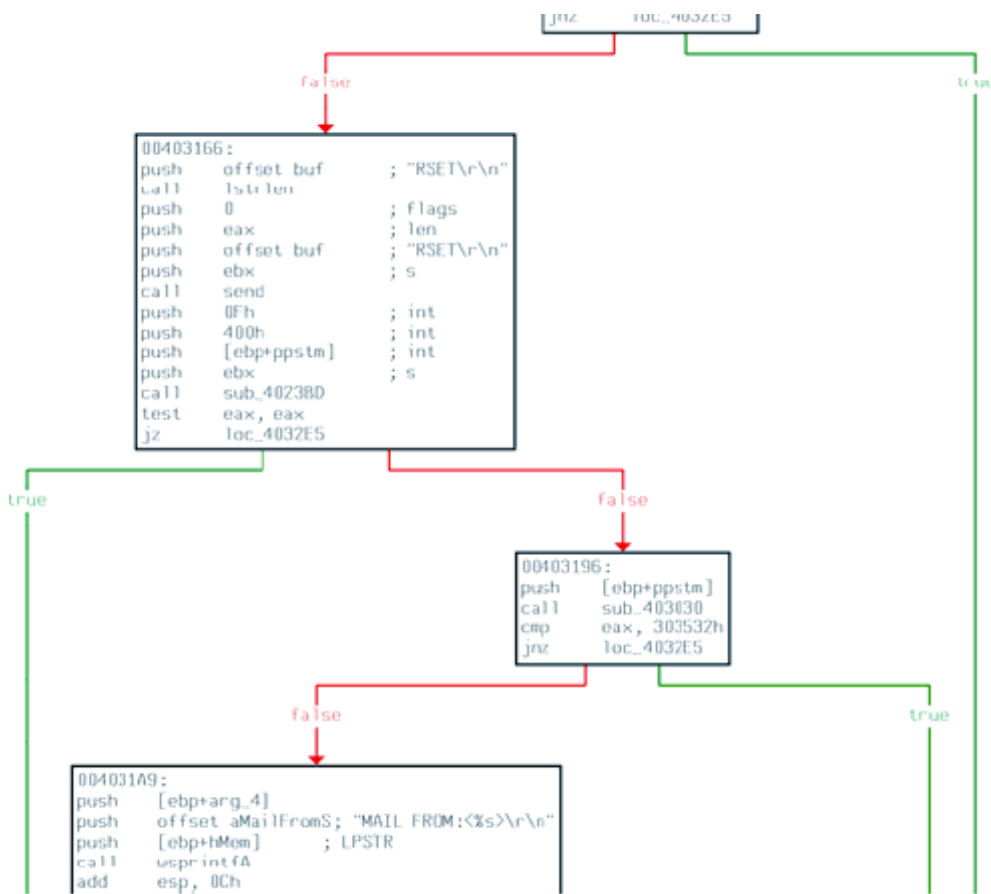 jnz loc_4032E5
false true
00403166:
push offset buf ; "RSET\r\n"
call lstrlen
push 0 ; flags
push eax ; len
push offset buf ; "RSET\r\n"
push ebx ; s
call send
push 0Fh ; int
push 400h ; int
push [ebp+ppstm] ; int
push ebx ; s
call sub_4023BD
test eax, eax
jz loc_4032E5
true false
00403196:
push [ebp+ppstm]
call sub_403030
cmp eax, 303532h
jnz loc_4032E5
false true
004031A9:
push [ebp+arg_4]
push offset aMailFromS; "MAIL FROM:<%s>\r\n"
push [ebp+hMem] ; LPSTR
call wsprintfA
add esp, 0Ch